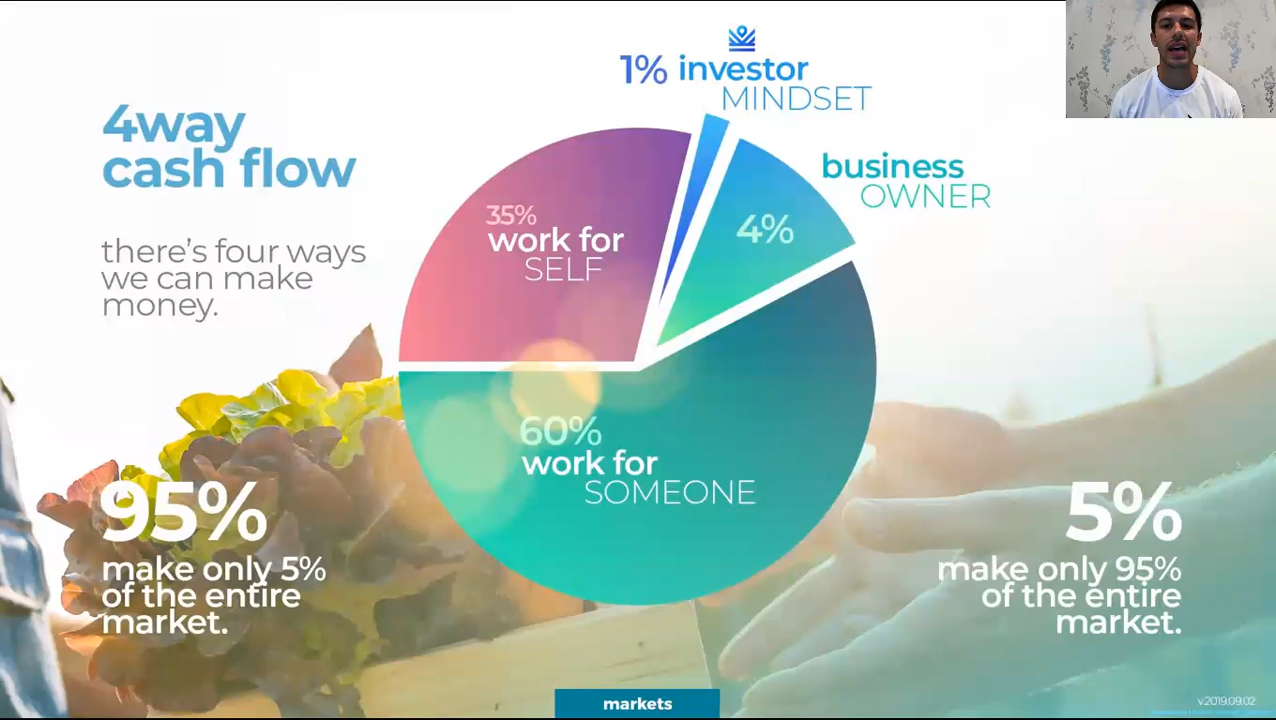 4way
cash flow
there's four ways
we can make
money.
1% investor
MINDSET
business
OWNER
4%
35%
work for
SELF
60%
work for
SOMEONE
95%
make only 5%
of the entire
market.
5%
make only 95%
of the entire
market.
markets
v.2019.09.02